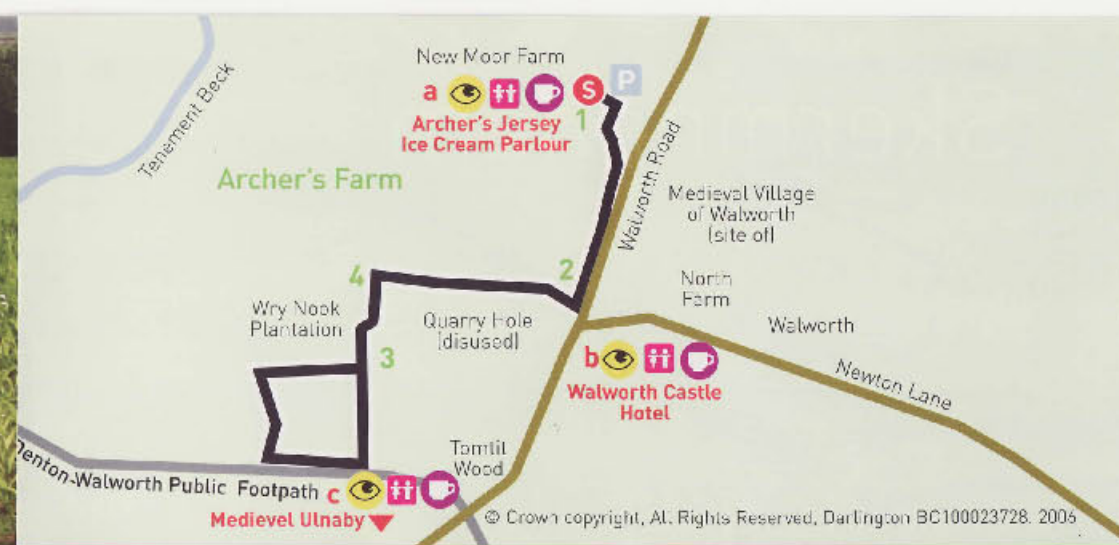 New Moor Farm
a
S
P
Archer's Jersey
Ice Cream Parlour
1
Tenement Beck
Archer's Farm
Walworth Road
Medieval Village
of Walworth
(site of)
2
4
North
Farm
Wry Nook
Plantation
Quarry Hole
(disused)
Walworth
3
b
Newton Lane
Walworth Castle
Hotel
Tomtit
Wood
Denton-Walworth Public Footpath
c
Medievel Ulnaby
© Crown copyright, All Rights Reserved, Darlington BC100023728. 2006